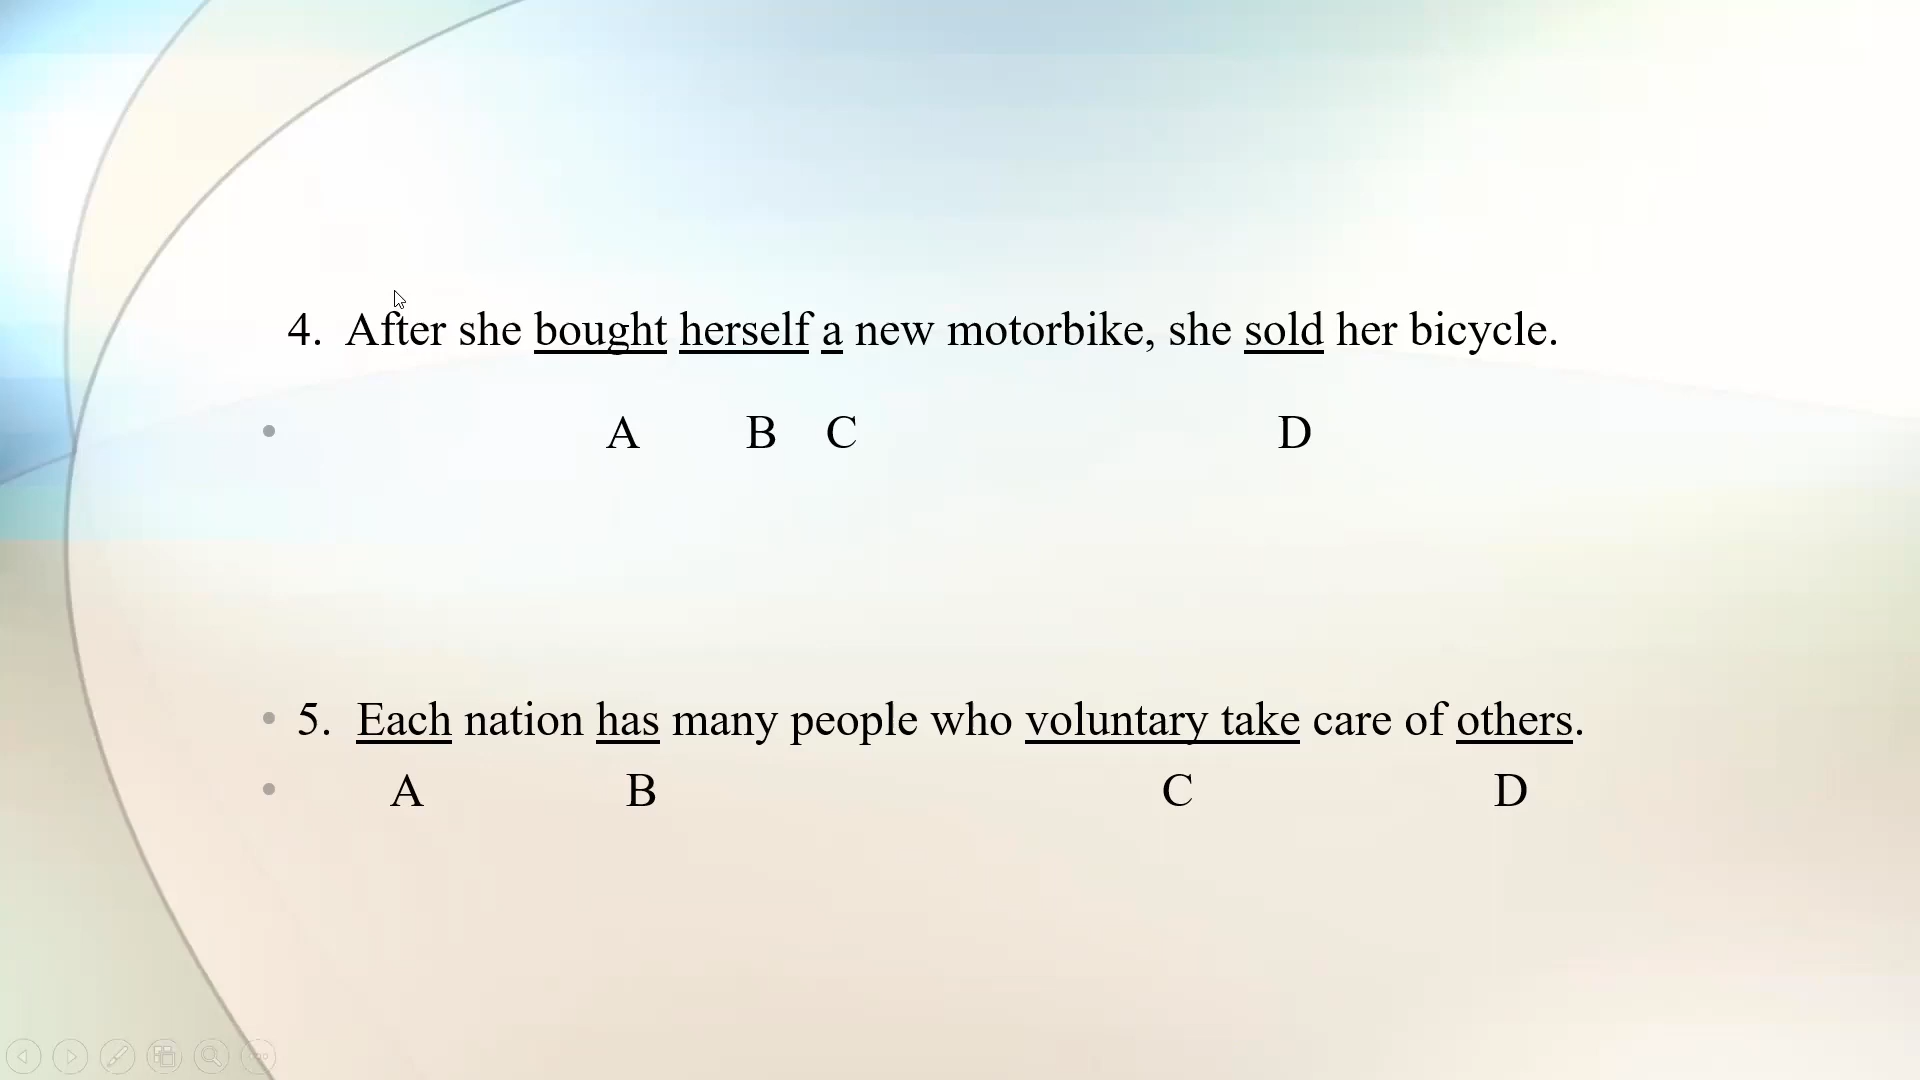 4. After she bought herself a new motorbike, she sold her bicycle.
A B C D
5. Each nation has many people who voluntary take care of others.
A B C D